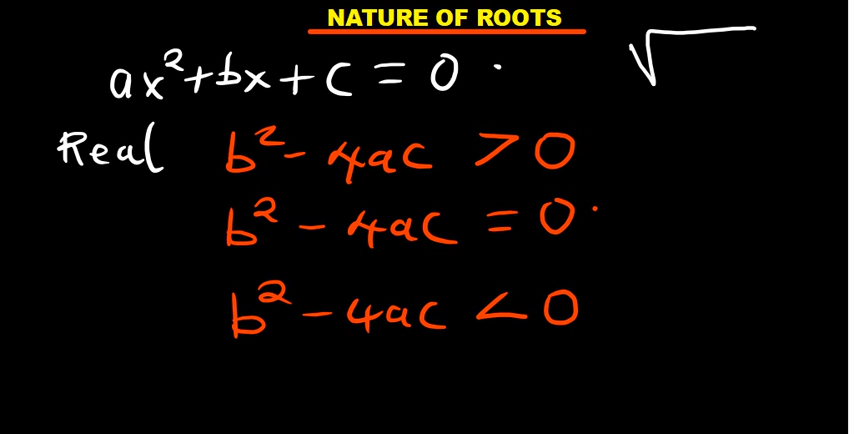 NATURE OF ROOTS
ax²+bx+c=0. √
Real b²-4ac >0
b²-4ac = 0.
b²-4ac <0